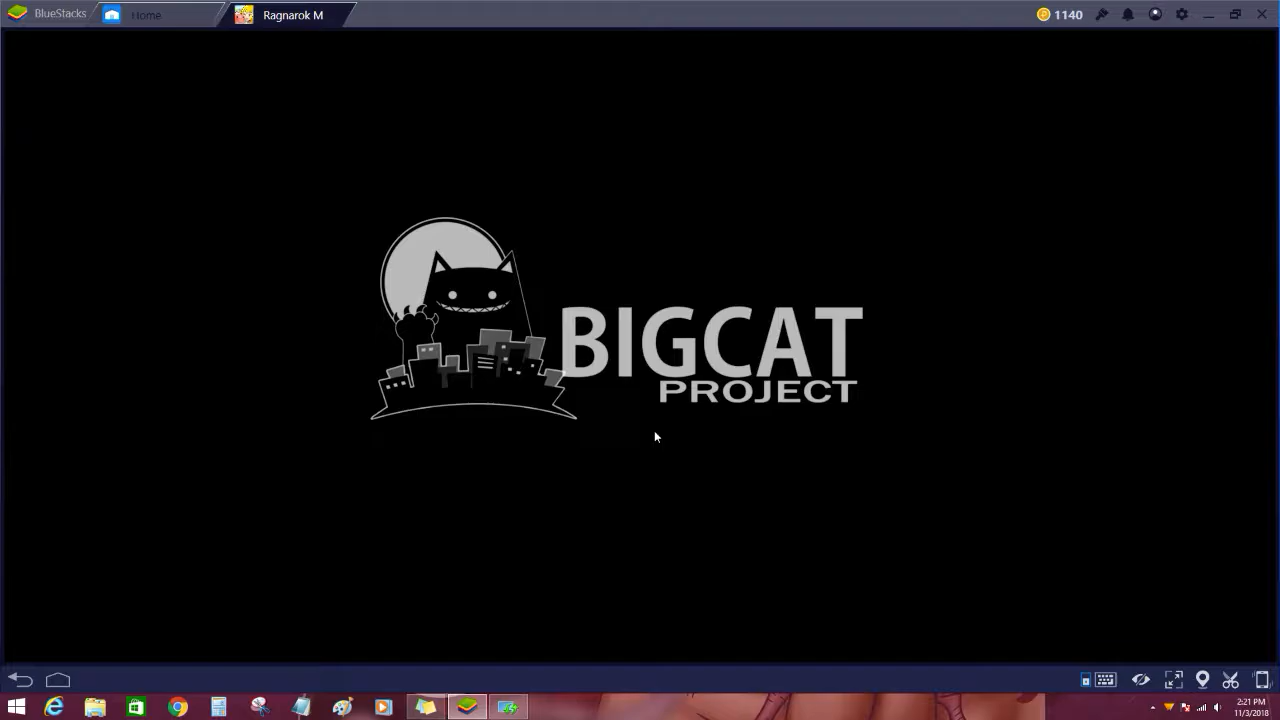 BlueStacks
Home
Ragnarok M
1140
BIGCAT
PROJECT
2:21 PM
11/3/2018